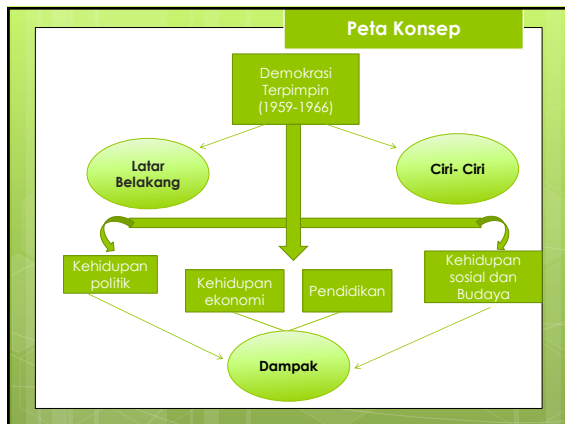 Peta Konsep
Demokrasi
Terpimpin
(1959-1966)
Latar
Belakang
Ciri- Ciri
Kehidupan
politik
Kehidupan
ekonomi
Pendidikan
Kehidupan
sosial dan
Budaya
Dampak